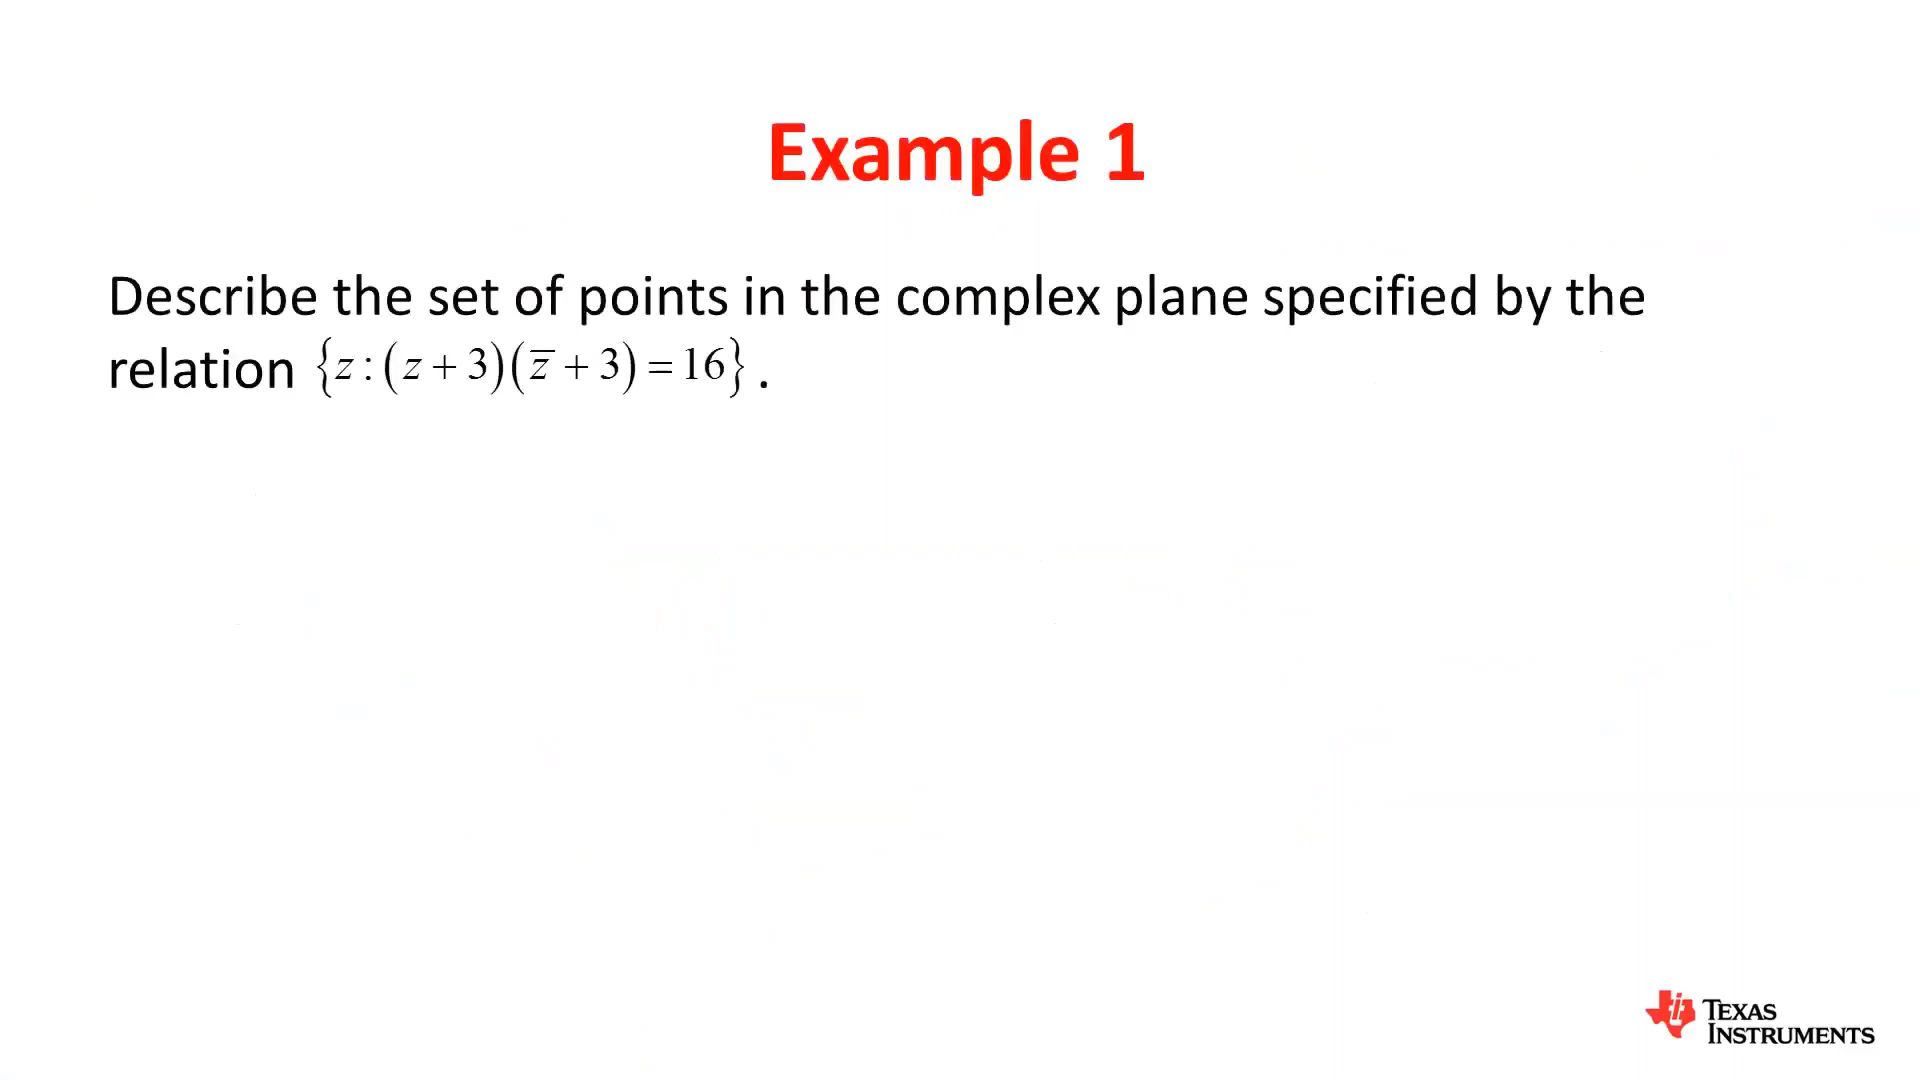 Example 1
Describe the set of points in the complex plane specified by the
relation {z : (z + 3)(z̅ + 3) = 16} .
TEXAS
INSTRUMENTS